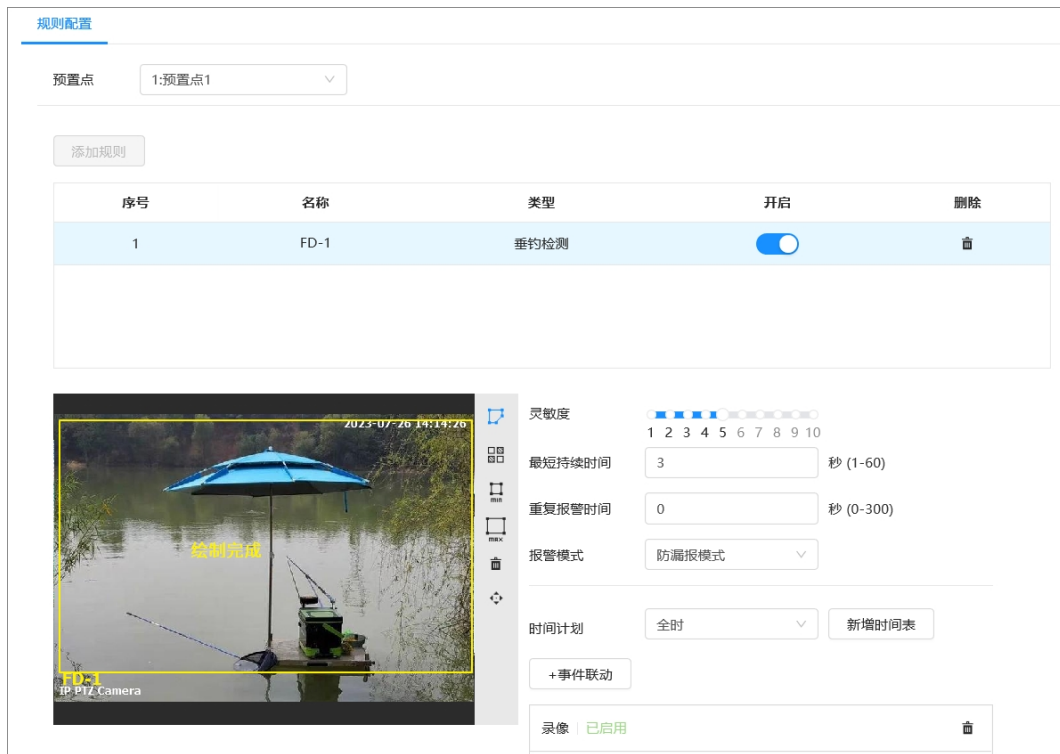 规则配置
预置点 1:预置点1
添加规则
序号 名称 类型 开启 删除
1 FD-1 垂钓检测
2023-07-26 14:14:26
绘制完成
FD-1
IP PTZ Camera
min
max
灵敏度
1 2 3 4 5 6 7 8 9 10
最短持续时间 3 秒 (1-60)
重复报警时间 0 秒 (0-300)
报警模式 防漏报模式
时间计划 全时 新增时间表
+事件联动
录像 已启用